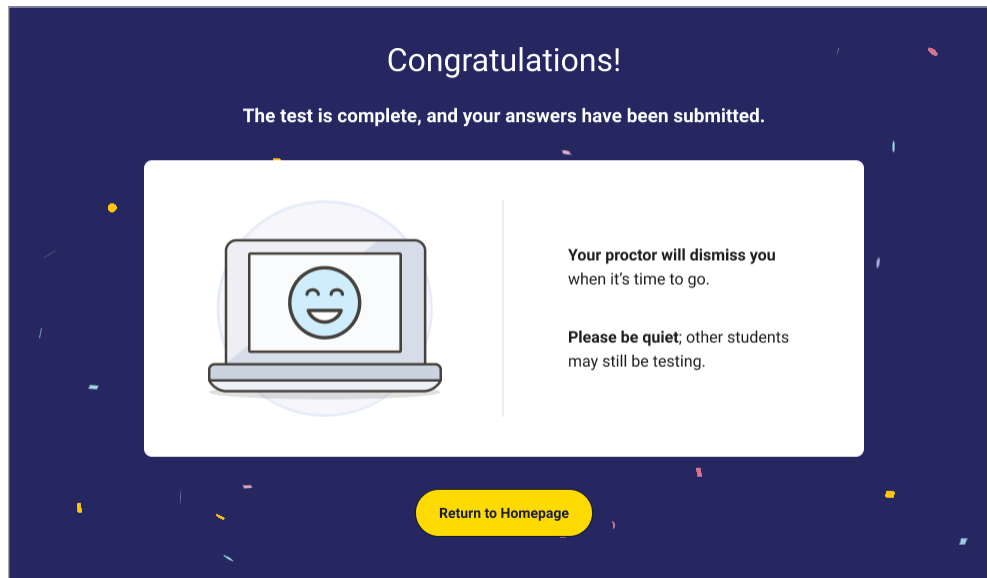 Congratulations!
The test is complete, and your answers have been submitted.
Your proctor will dismiss you
when it’s time to go.
Please be quiet; other students
may still be testing.
Return to Homepage